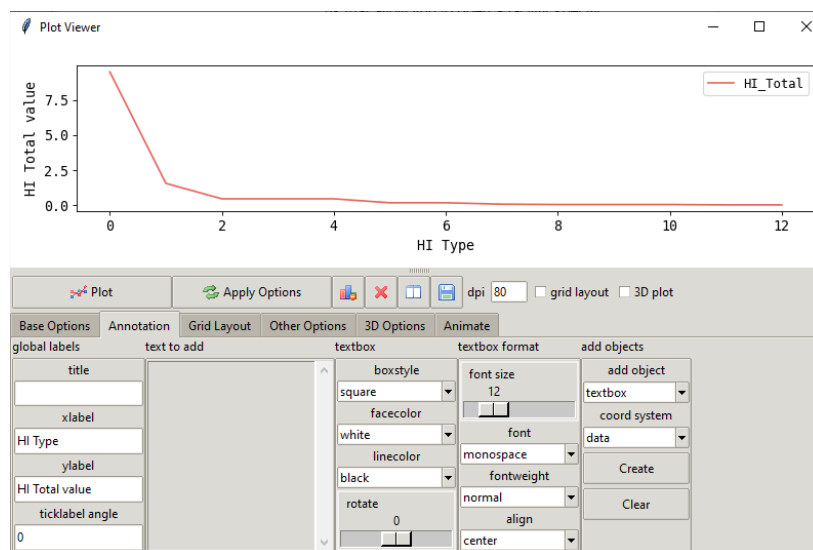 Plot Viewer
HI_Total
HI Total value
7.5
5.0
2.5
0.0
0 2 4 6 8 10 12
HI Type
Plot Apply Options dpi 80 grid layout 3D plot
Base Options Annotation Grid Layout Other Options 3D Options Animate
global labels text to add textbox textbox format add objects
title
xlabel
HI Type
ylabel
HI Total value
ticklabel angle
0
boxstyle
square
facecolor
white
linecolor
black
rotate
0
font size
12
font
monospace
fontweight
normal
align
center
add object
textbox
coord system
data
Create
Clear